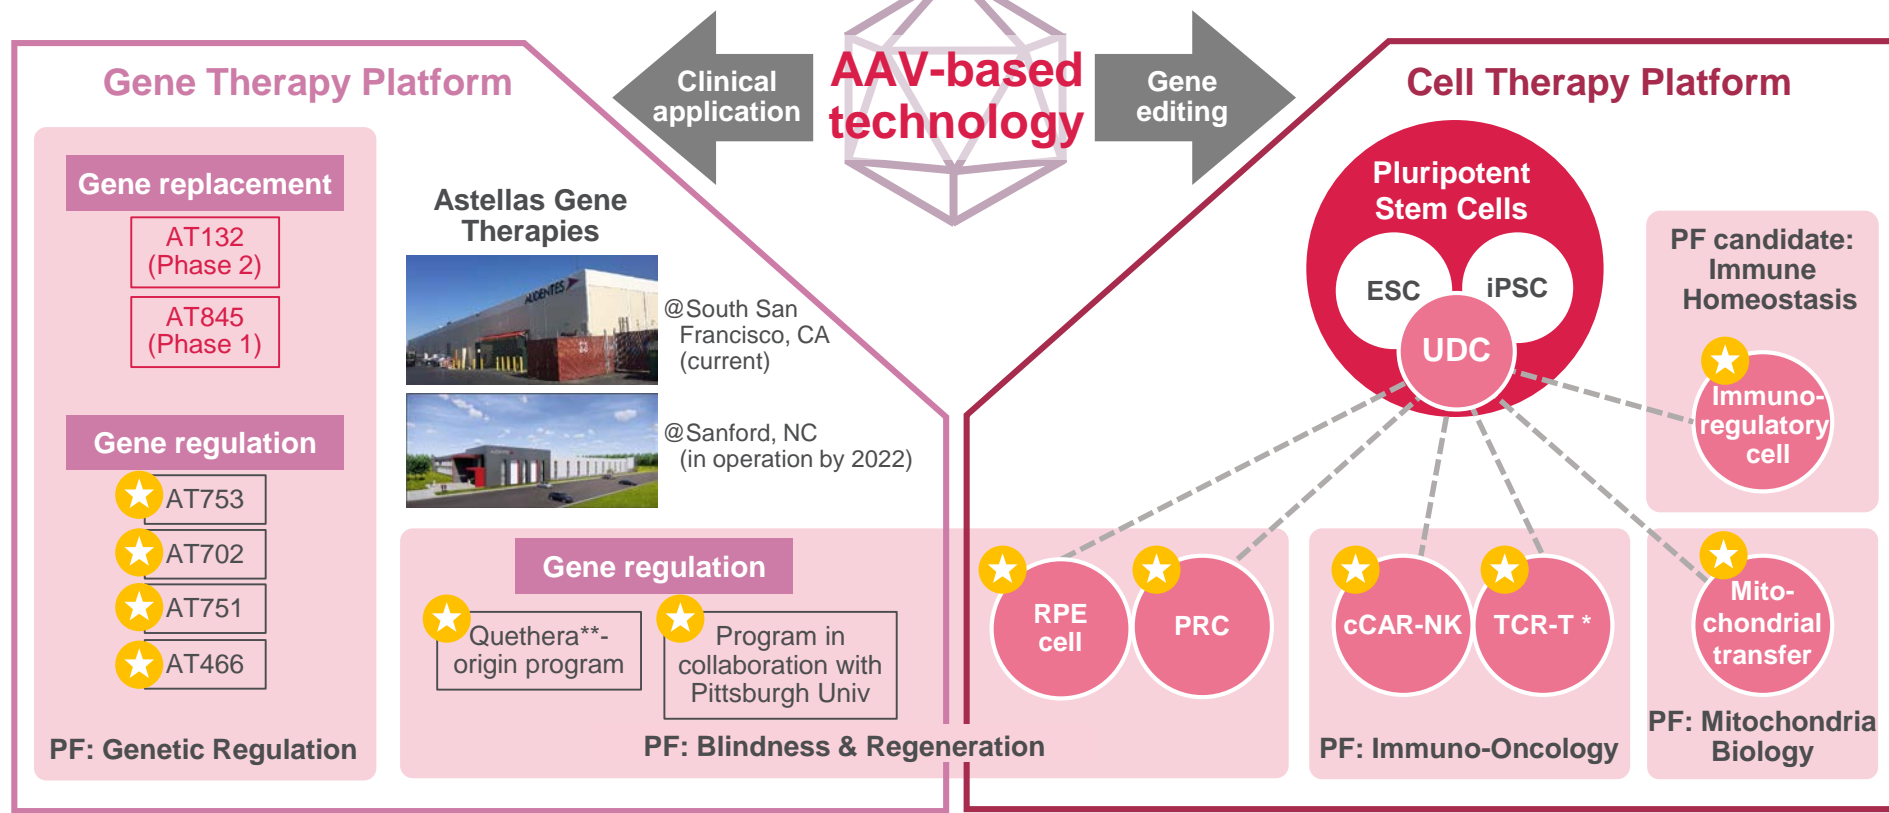 Gene Therapy Platform
Clinical
application
AAV-based
technology
Gene
editing
Cell Therapy Platform
Gene replacement
AT132
(Phase 2)
AT845
(Phase 1)
Gene regulation
AT753
AT702
AT751
AT466
PF: Genetic Regulation
Astellas Gene
Therapies
AUDENTES
@South San
Francisco, CA
(current)
@Sanford, NC
(in operation by 2022)
Gene regulation
Quethera**-
origin program
Program in
collaboration with
Pittsburgh Univ
PF: Blindness & Regeneration
Pluripotent
Stem Cells
ESC
iPSC
UDC
RPE
cell
PRC
cCAR-NK
TCR-T *
PF: Immuno-Oncology
PF candidate:
Immune
Homeostasis
Immuno-
regulatory
cell
Mito-
chondrial
transfer
PF: Mitochondria
Biology